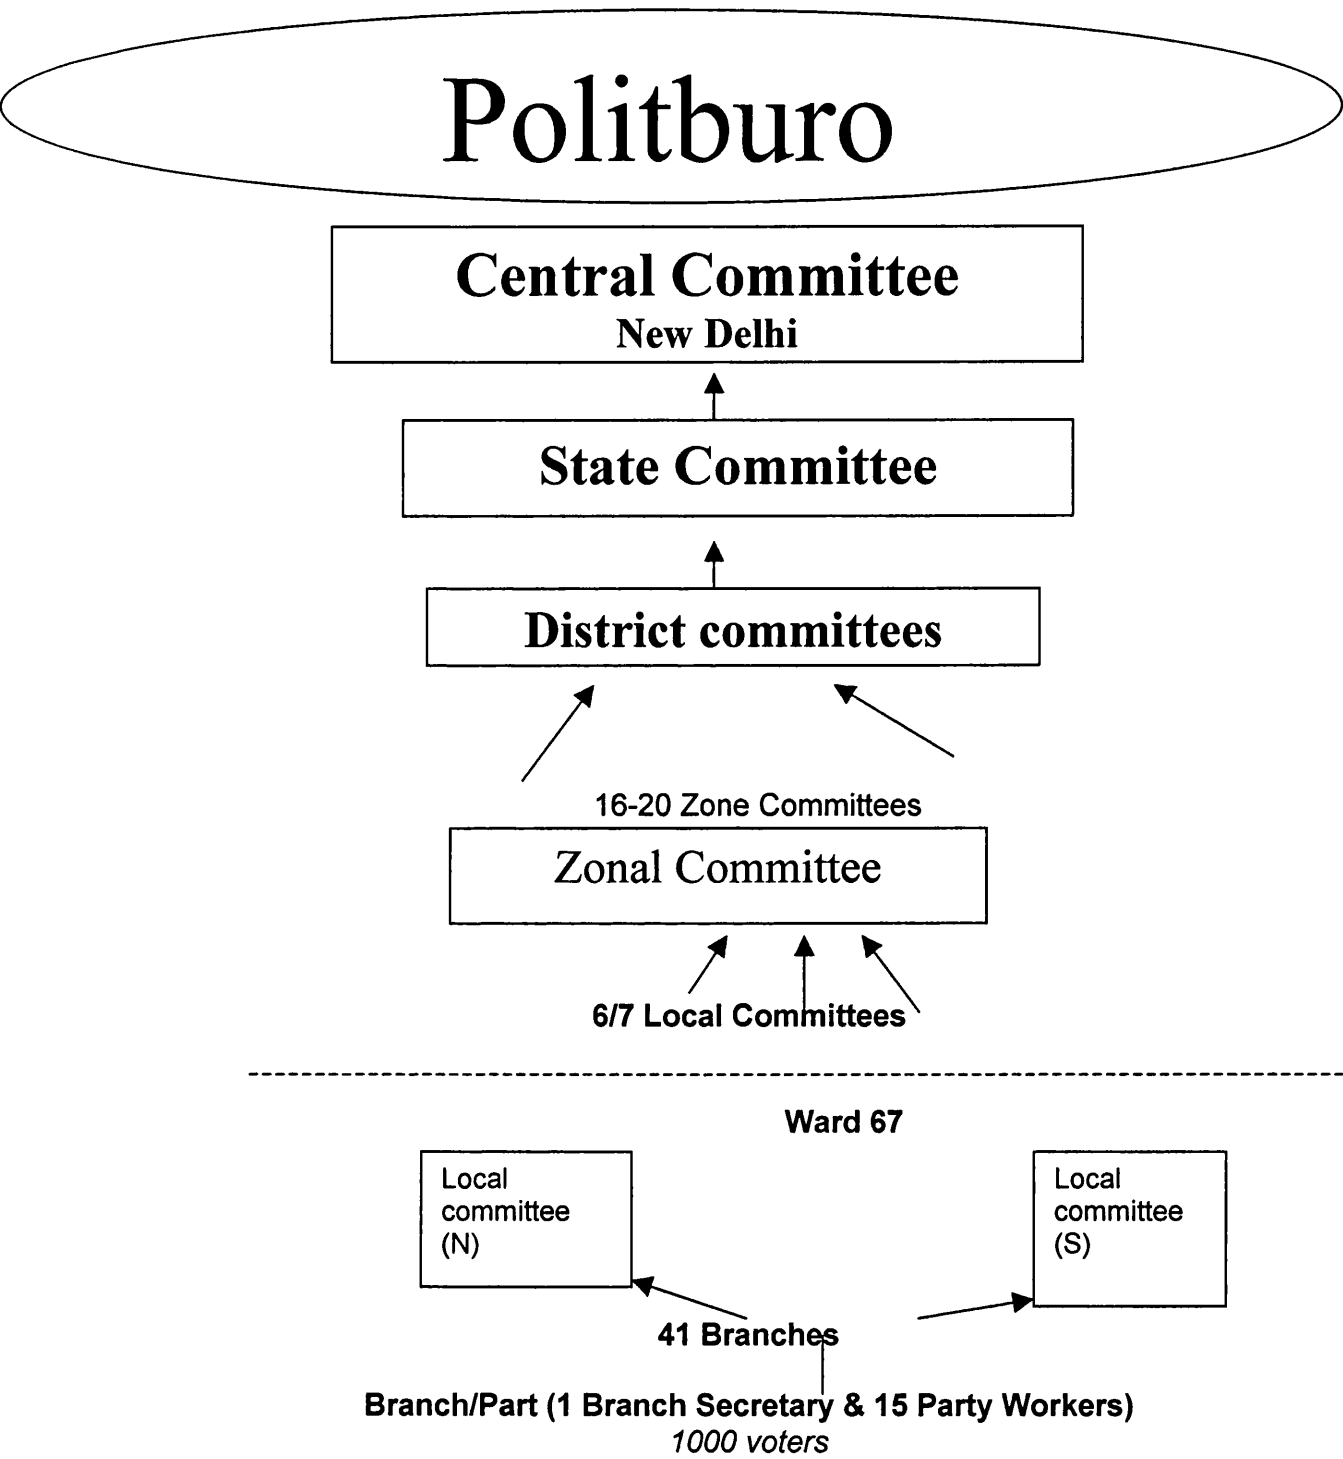 Politburo
Central Committee
New Delhi
State Committee
District committees
16-20 Zone Committees
Zonal Committee
6/7 Local Committees
Ward 67
Local
committee
(N)
Local
committee
(S)
41 Branches
Branch/Part (1 Branch Secretary & 15 Party Workers)
1000 voters